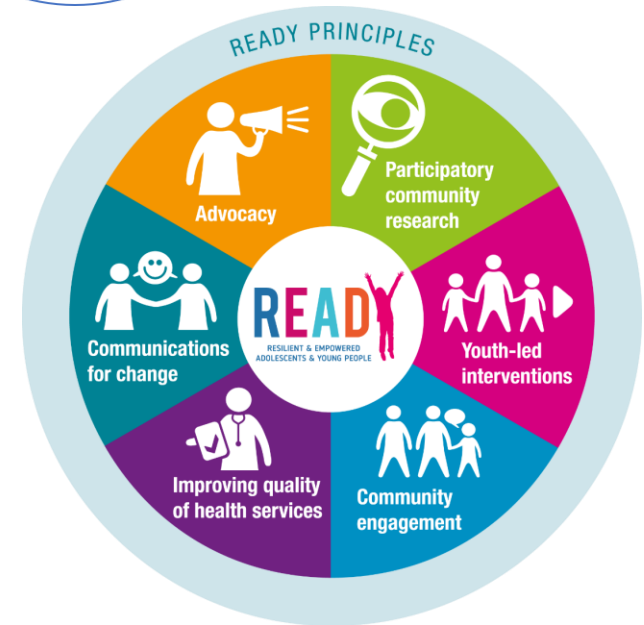 READY PRINCIPLES
Advocacy
Participatory
community
research
Youth-led
interventions
Community
engagement
Improving quality
of health services
Communications
for change
READY
RESILIENT & EMPOWERED
ADOLESCENTS & YOUNG PEOPLE